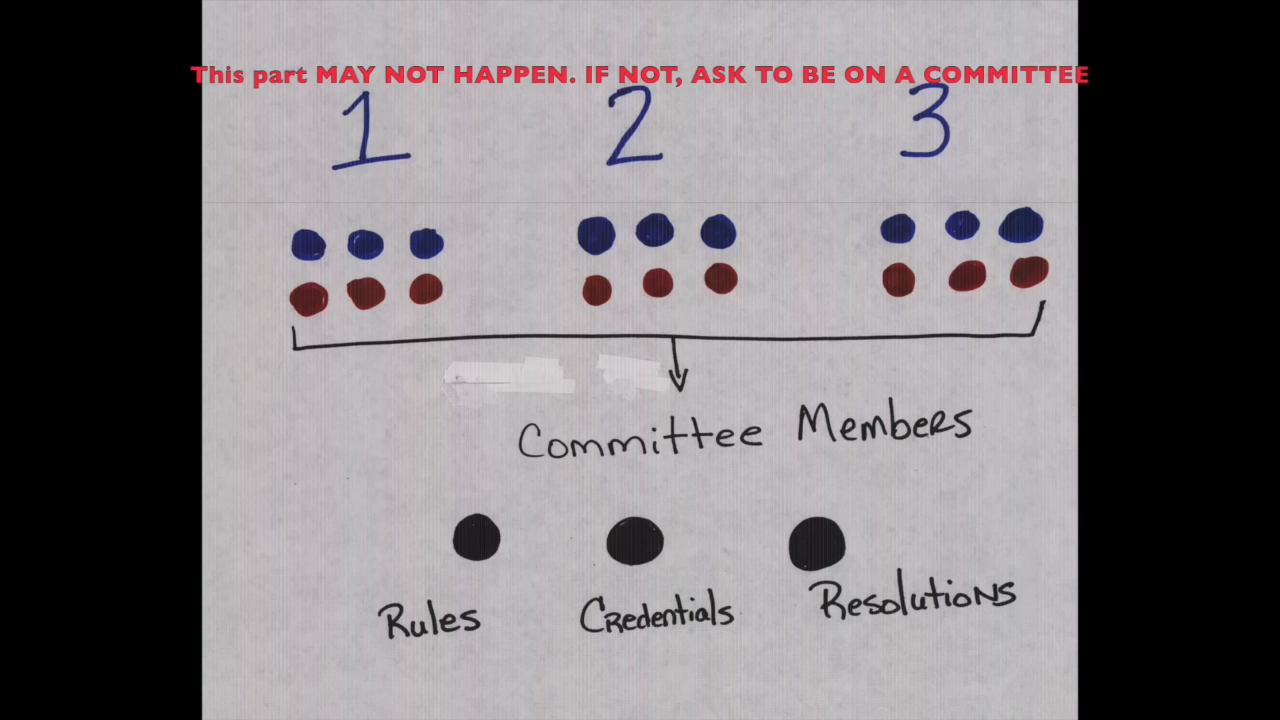 This part MAY NOT HAPPEN. IF NOT, ASK TO BE ON A COMMITTEE
1 2 3
Committee Members
Rules Credentials Resolutions